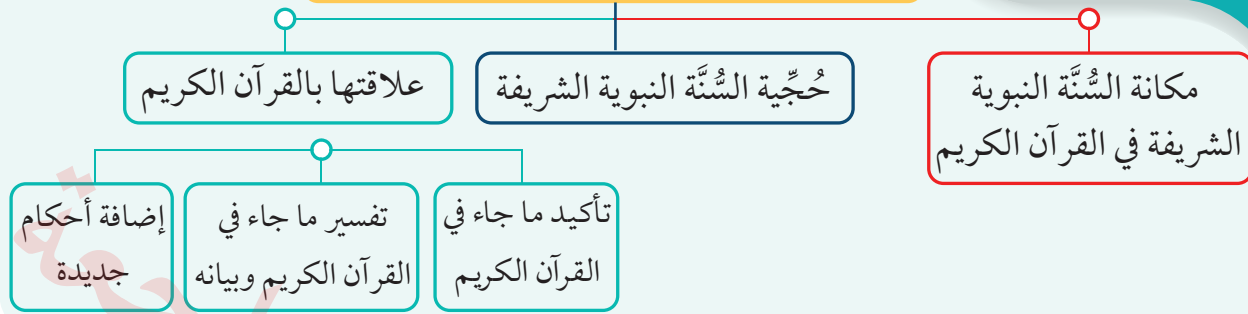 مكانة السُّنَّة النبوية
الشريفة في القرآن الكريم
حُجِّية السُّنَّة النبوية الشريفة
علاقتها بالقرآن الكريم
تأكيد ما جاء في
القرآن الكريم
تفسير ما جاء في
القرآن الكريم وبيانه
إضافة أحكام
جديدة